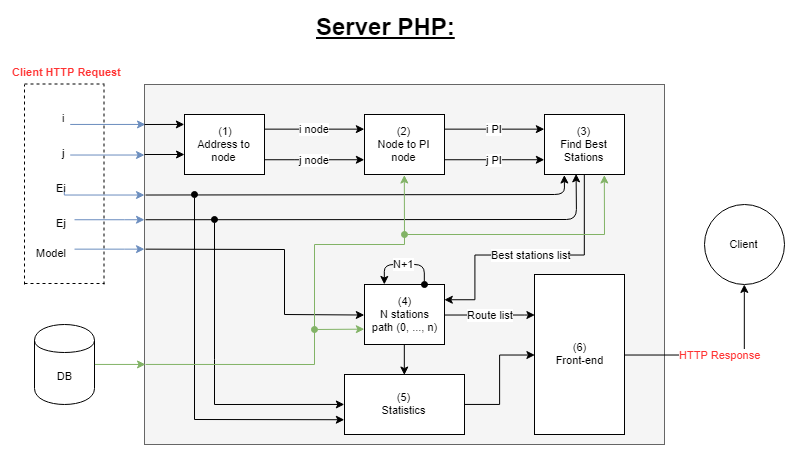 Server PHP:
Client HTTP Request
i
j
Ej
Ej
Model
DB
(1)
Address to
node
i node
j node
(2)
Node to PI
node
i PI
j PI
(3)
Find Best
Stations
Best stations list
N+1
(4)
N stations
path (0, ..., n)
Route list
(5)
Statistics
(6)
Front-end
HTTP Response
Client